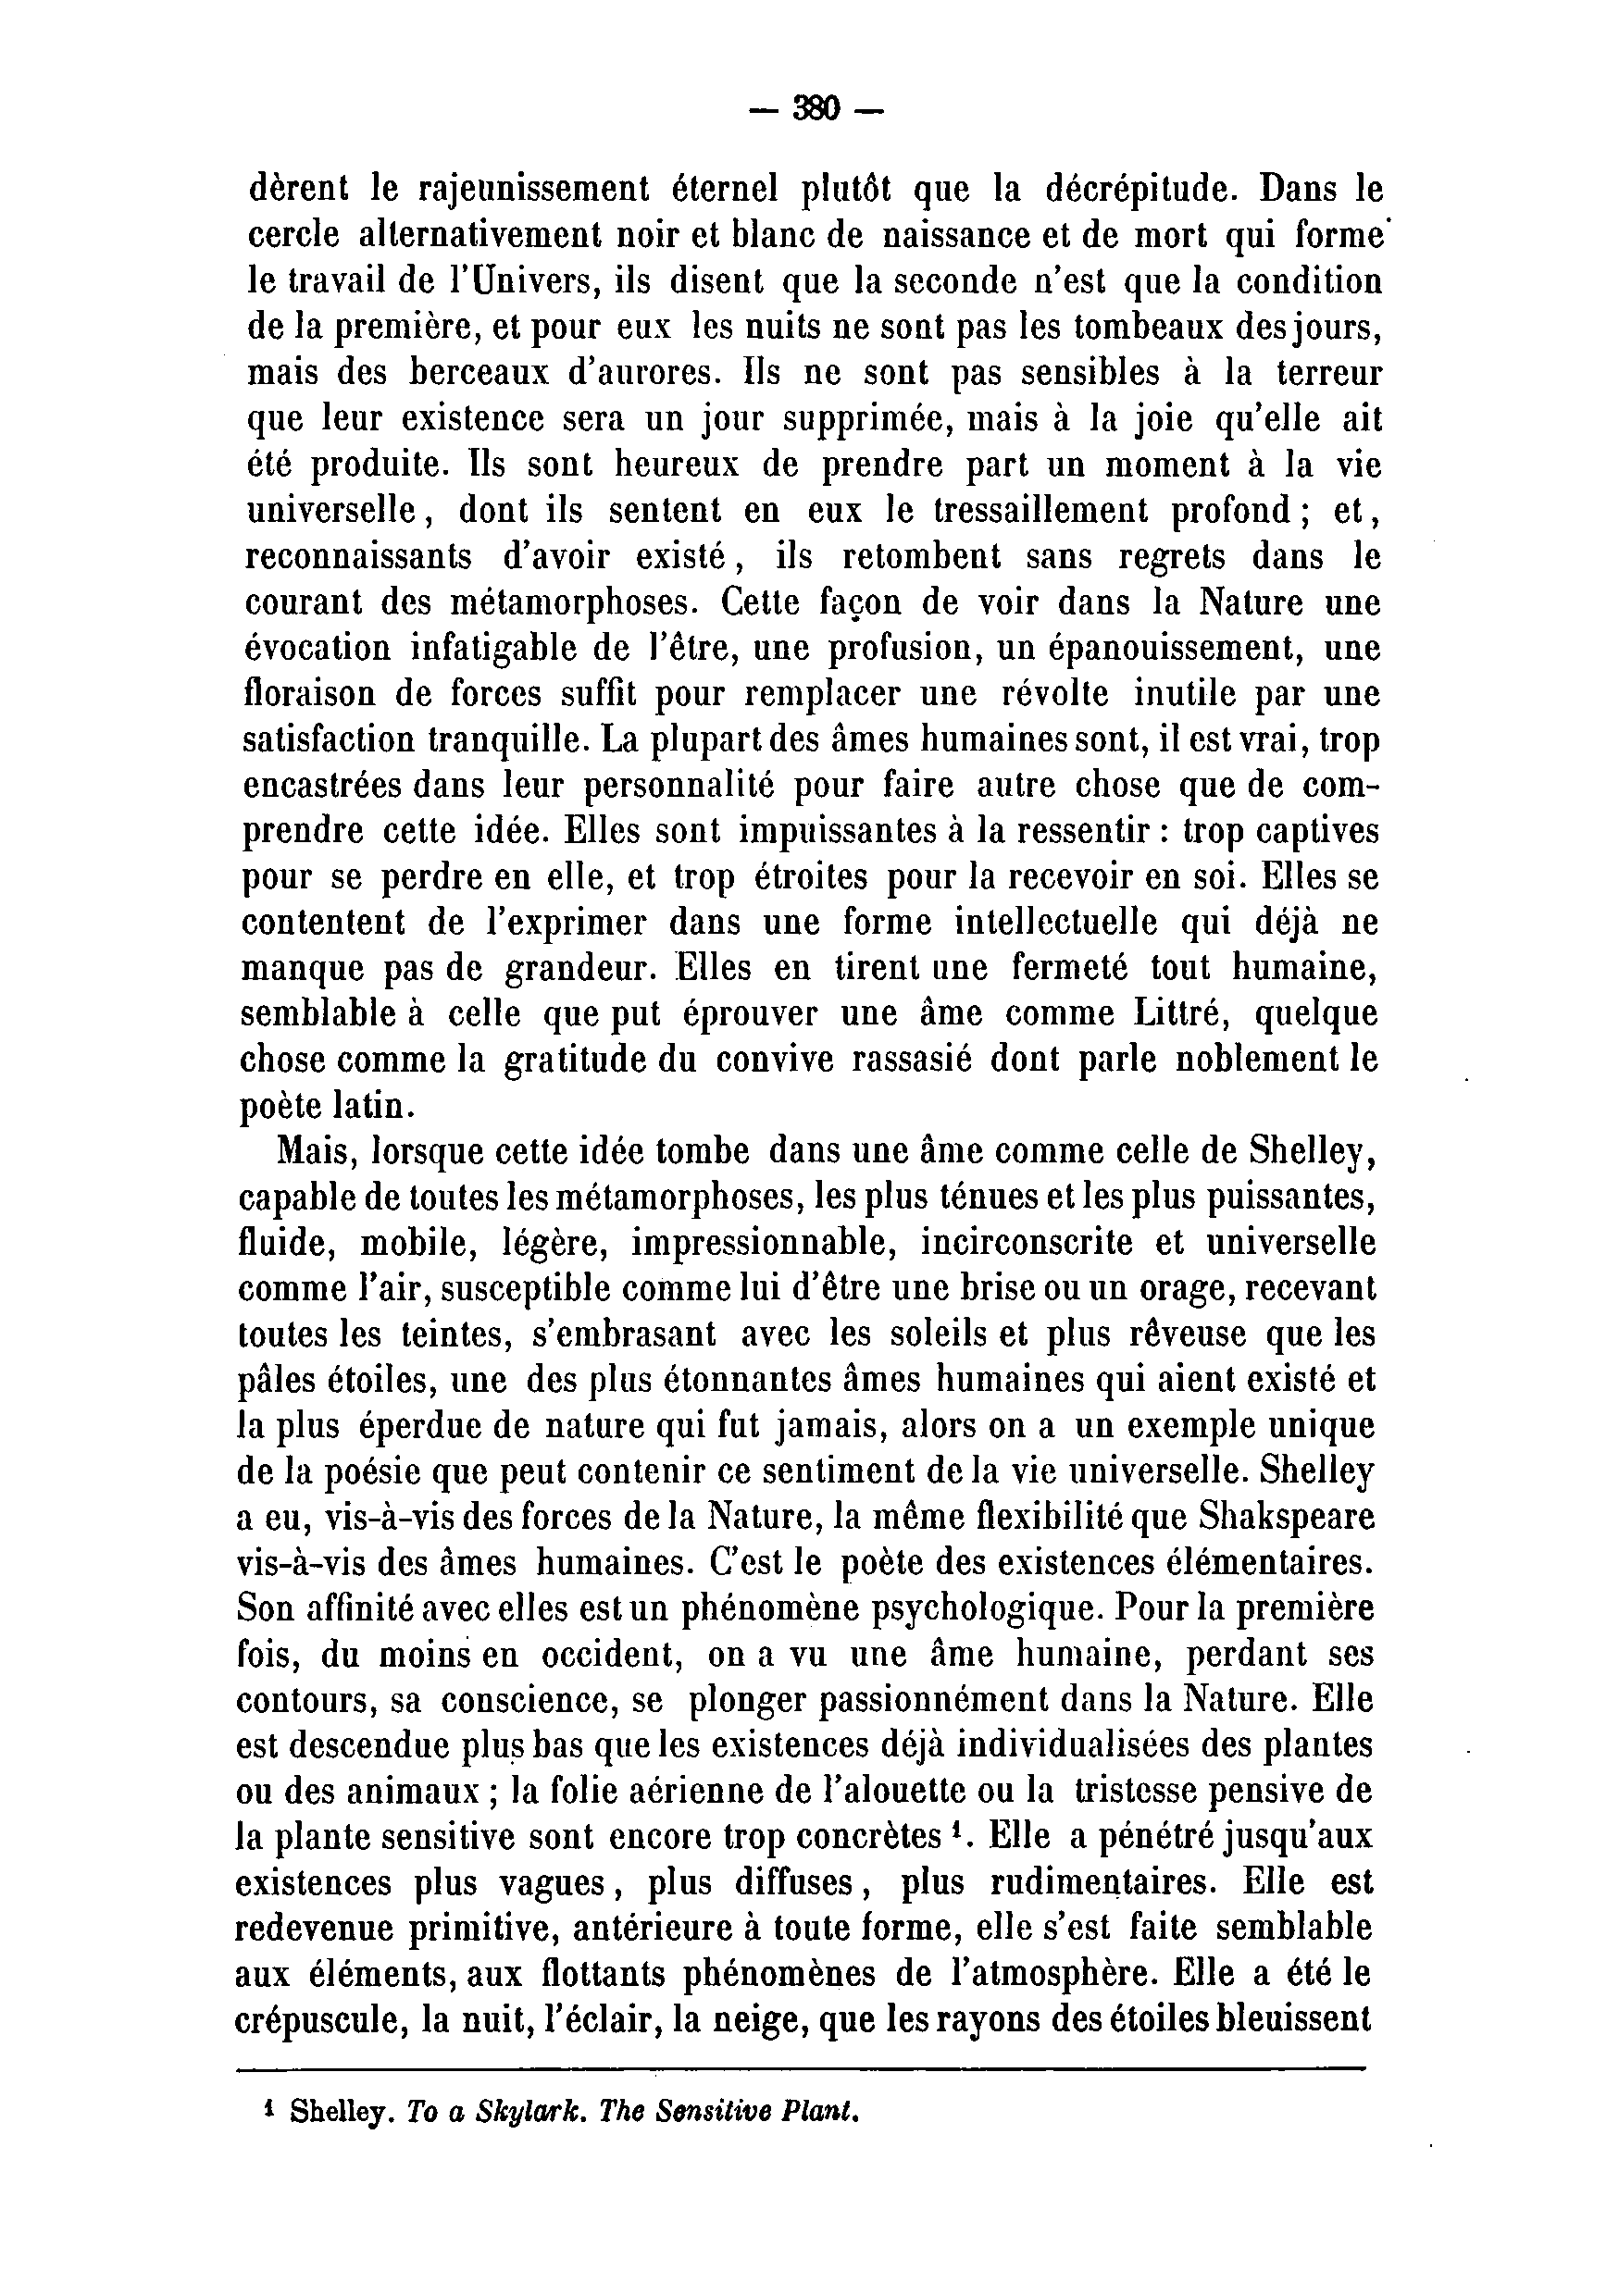 — 380 —
dèrent le rajeunissement éternel plutôt que la décrépitude. Dans le
cercle alternativement noir et blanc de naissance et de mort qui forme
le travail de l'Univers, ils disent que la seconde n'est que la condition
de la première, et pour eux les nuits ne sont pas les tombeaux des jours,
mais des berceaux d'aurores. Ils ne sont pas sensibles à la terreur
que leur existence sera un jour supprimée, mais à la joie qu'elle ait
été produite. Ils sont heureux de prendre part un moment à la vie
universelle, dont ils sentent en eux le tressaillement profond ; et,
reconnaissants d'avoir existé, ils retombent sans regrets dans le
courant des métamorphoses. Cette façon de voir dans la Nature une
évocation infatigable de l'être, une profusion, un épanouissement, une
floraison de forces suffit pour remplacer une révolte inutile par une
satisfaction tranquille. La plupart des âmes humaines sont, il est vrai, trop
encastrées dans leur personnalité pour faire autre chose que de com-
prendre cette idée. Elles sont impuissantes à la ressentir : trop captives
pour se perdre en elle, et trop étroites pour la recevoir en soi. Elles se
contentent de l'exprimer dans une forme intellectuelle qui déjà ne
manque pas de grandeur. Elles en tirent une fermeté tout humaine,
semblable à celle que put éprouver une âme comme Littré, quelque
chose comme la gratitude du convive rassasié dont parle noblement le
poète latin.
Mais, lorsque cette idée tombe dans une âme comme celle de Shelley,
capable de toutes les métamorphoses, les plus ténues et les plus puissantes,
fluide, mobile, légère, impressionnable, incirconscrite et universelle
comme l'air, susceptible comme lui d'être une brise ou un orage, recevant
toutes les teintes, s'embrasant avec les soleils et plus rêveuse que les
pâles étoiles, une des plus étonnantes âmes humaines qui aient existé et
la plus éperdue de nature qui fut jamais, alors on a un exemple unique
de la poésie que peut contenir ce sentiment de la vie universelle. Shelley
a eu, vis-à-vis des forces de la Nature, la même flexibilité que Shakspeare
vis-à-vis des âmes humaines. C'est le poète des existences élémentaires.
Son affinité avec elles est un phénomène psychologique. Pour la première
fois, du moins en occident, on a vu une âme humaine, perdant ses
contours, sa conscience, se plonger passionnément dans la Nature. Elle
est descendue plus bas que les existences déjà individualisées des plantes
ou des animaux ; la folie aérienne de l'alouette ou la tristesse pensive de
la plante sensitive sont encore trop concrètes ¹. Elle a pénétré jusqu'aux
existences plus vagues, plus diffuses, plus rudimentaires. Elle est
redevenue primitive, antérieure à toute forme, elle s'est faite semblable
aux éléments, aux flottants phénomènes de l'atmosphère. Elle a été le
crépuscule, la nuit, l'éclair, la neige, que les rayons des étoiles bleuissent
¹ Shelley. To a Skylark. The Sensitive Plant.